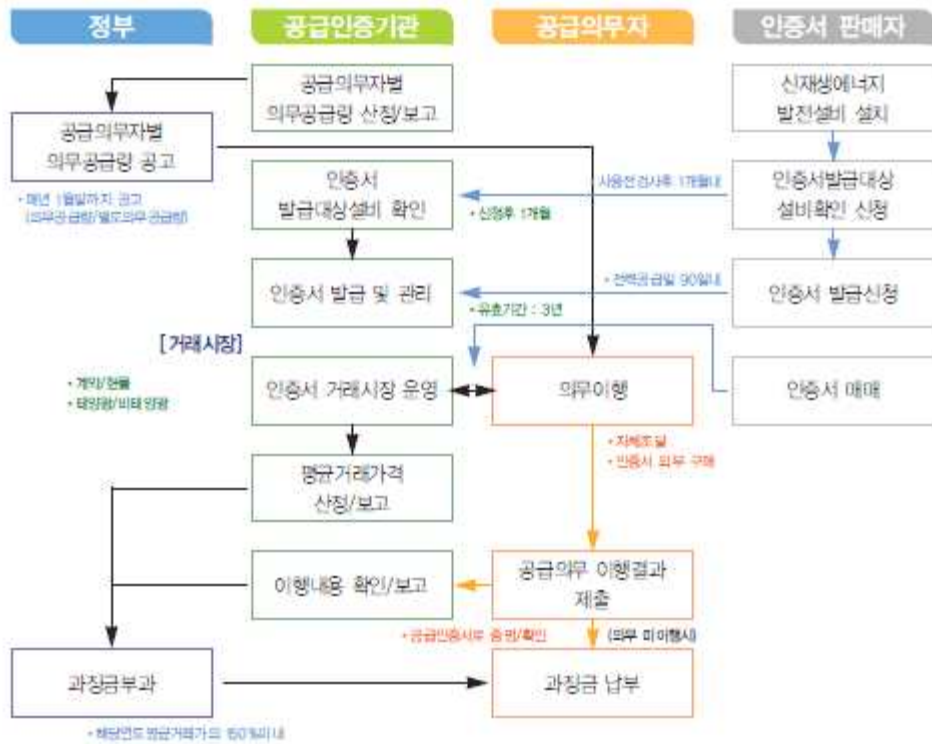 정부
공급인증기관
공급의무자
인증서 판매자
공급의무자별
의무공급량 산정/보고
신재생에너지
발전설비 설치
공급의무자별
의무공급량 공고
• 매년 1월말까지 공고
(의무공급량/별도의무공급량)
인증서
발급대상설비 확인
사용전검사후 1개월내
• 신청후 1개월
인증서발급대상
설비확인 신청
인증서 발급 및 관리
• 전력공급일 90일내
• 유효기간 : 3년
인증서 발급신청
[거래시장]
• 계약/현물
• 태양광/비태양광
인증서 거래시장 운영
의무이행
인증서 매매
• 자체조달
• 인증서 외부 구매
평균거래가격
산정/보고
이행내용 확인/보고
공급의무 이행결과
제출
• 공급인증서로 증명/확인
(의무 미이행시)
과징금부과
과징금 납부
• 해당연도 평균거래가의 150%이내